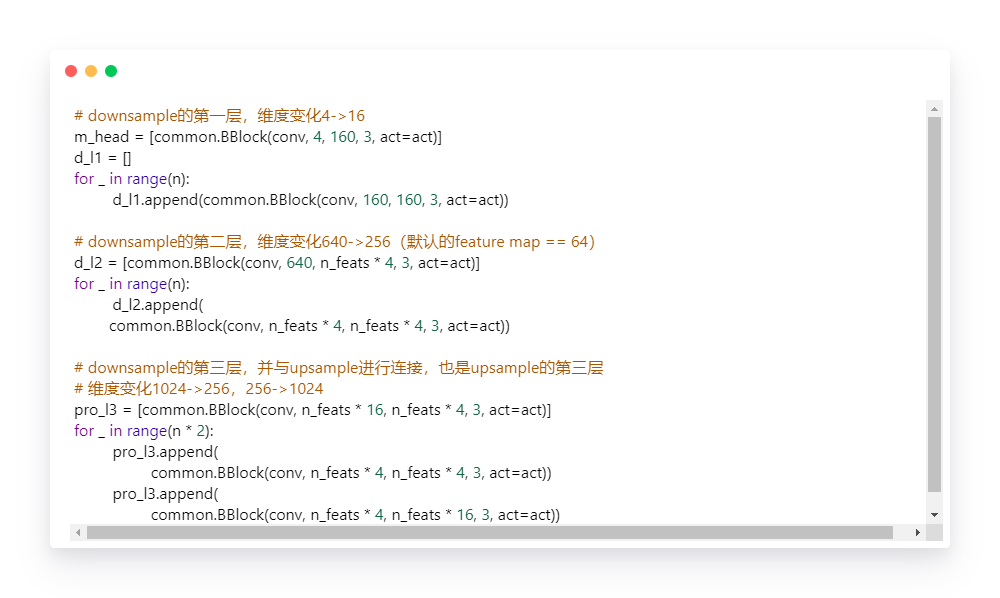 # downsample的第一层，维度变化4->16
m_head = [common.BBlock(conv, 4, 160, 3, act=act)]
d_l1 = []
for _ in range(n):
d_l1.append(common.BBlock(conv, 160, 160, 3, act=act))
# downsample的第二层，维度变化640->256（默认的feature map == 64）
d_l2 = [common.BBlock(conv, 640, n_feats * 4, 3, act=act)]
for _ in range(n):
d_l2.append(
common.BBlock(conv, n_feats * 4, n_feats * 4, 3, act=act))
# downsample的第三层，并与upsample进行连接，也是upsample的第三层
# 维度变化1024->256，256->1024
pro_l3 = [common.BBlock(conv, n_feats * 16, n_feats * 4, 3, act=act)]
for _ in range(n * 2):
pro_l3.append(
common.BBlock(conv, n_feats * 4, n_feats * 4, 3, act=act))
pro_l3.append(
common.BBlock(conv, n_feats * 4, n_feats * 16, 3, act=act))